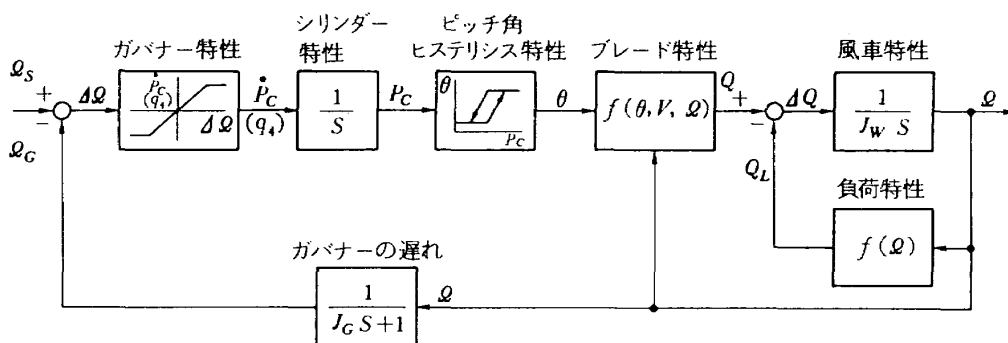 シリンダー
特性
ピッチ角
ヒステリシス特性
ガバナー特性
ブレード特性
風車特性
Ω_S
+
−
Ω_G
ΔΩ
Ṗ_C
(q₄)
ΔΩ
Ṗ_C
(q₄)
1
S
P_C
θ
P_C
θ
f(θ, V, Ω)
Q
+
−
ΔQ
1
J_W S
Ω
Q_L
負荷特性
f(Ω)
ガバナーの遅れ
1
J_G S+1
Ω